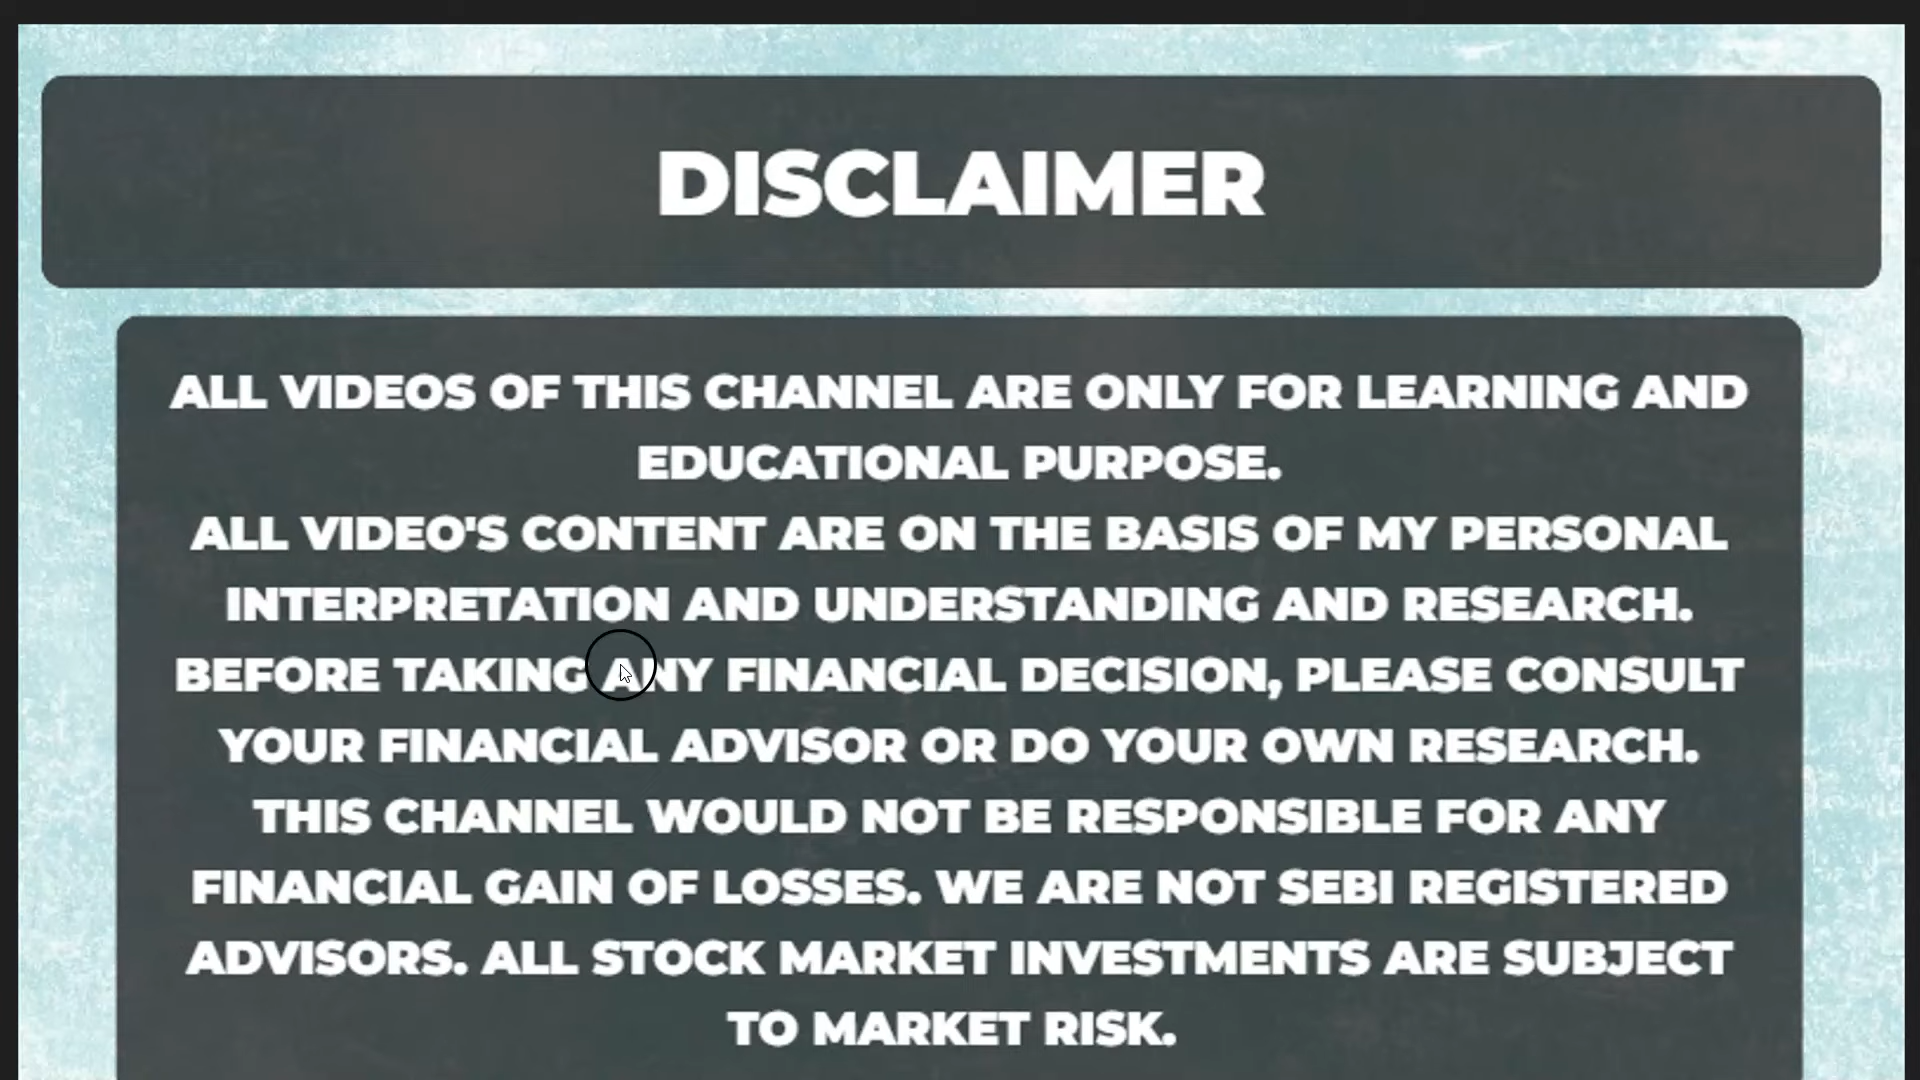 DISCLAIMER
ALL VIDEOS OF THIS CHANNEL ARE ONLY FOR LEARNING AND
EDUCATIONAL PURPOSE.
ALL VIDEO'S CONTENT ARE ON THE BASIS OF MY PERSONAL
INTERPRETATION AND UNDERSTANDING AND RESEARCH.
BEFORE TAKING ANY FINANCIAL DECISION, PLEASE CONSULT
YOUR FINANCIAL ADVISOR OR DO YOUR OWN RESEARCH.
THIS CHANNEL WOULD NOT BE RESPONSIBLE FOR ANY
FINANCIAL GAIN OF LOSSES. WE ARE NOT SEBI REGISTERED
ADVISORS. ALL STOCK MARKET INVESTMENTS ARE SUBJECT
TO MARKET RISK.